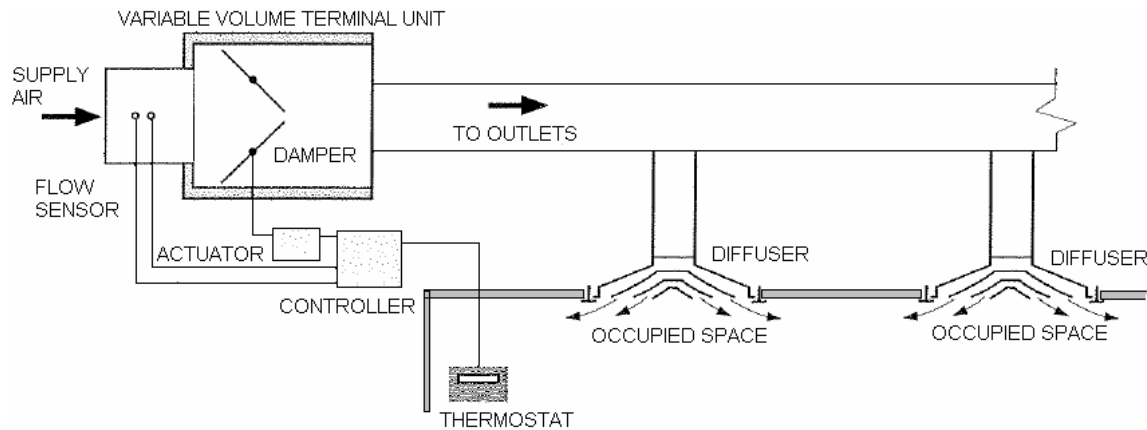 VARIABLE VOLUME TERMINAL UNIT
SUPPLY
AIR
TO OUTLETS
DAMPER
FLOW
SENSOR
ACTUATOR
CONTROLLER
DIFFUSER
DIFFUSER
OCCUPIED SPACE
OCCUPIED SPACE
THERMOSTAT